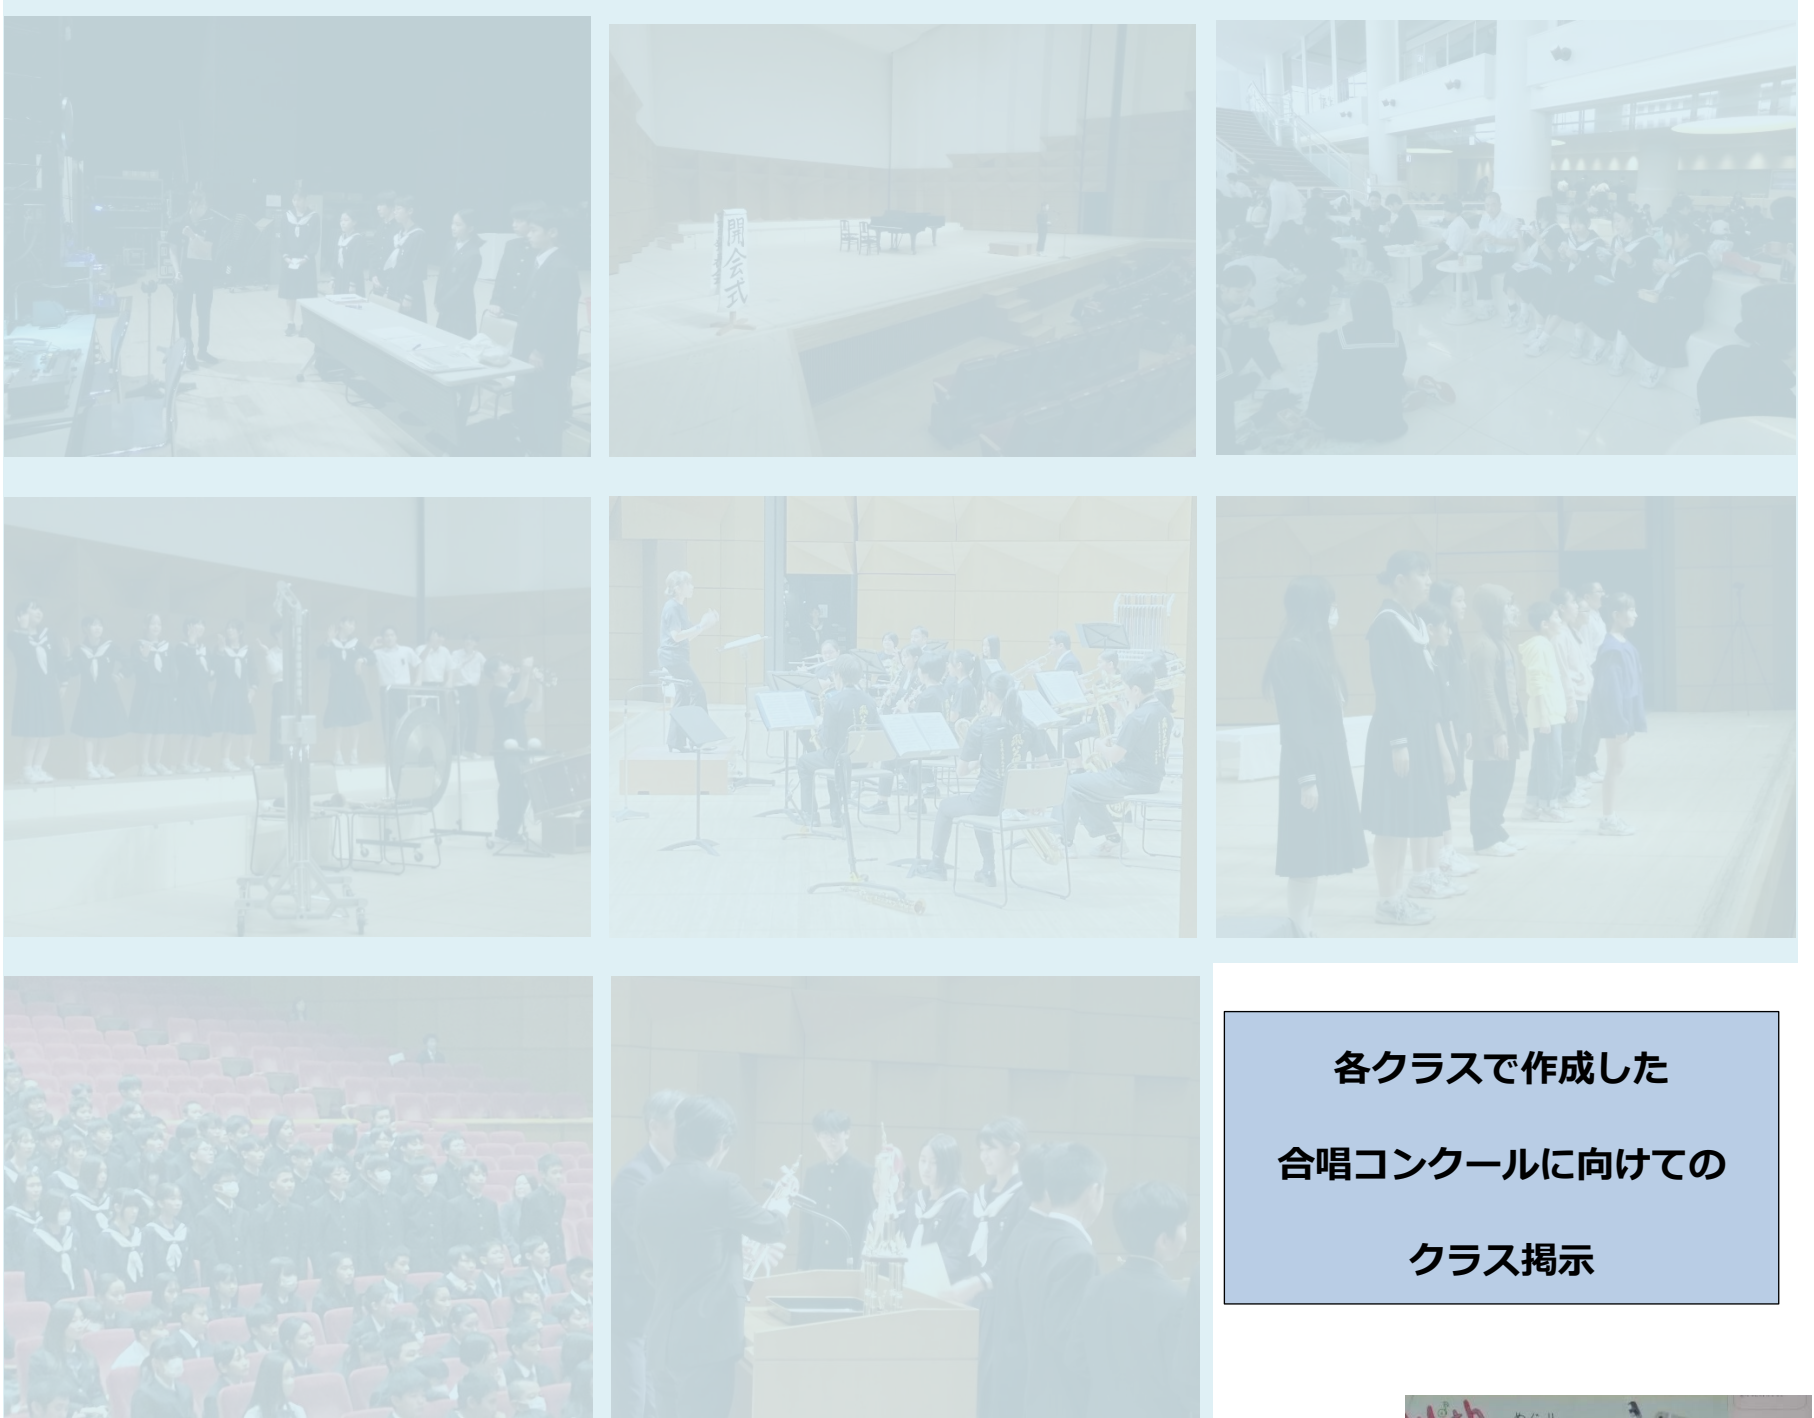 開会式
各クラスで作成した
合唱コンクールに向けての
クラス掲示